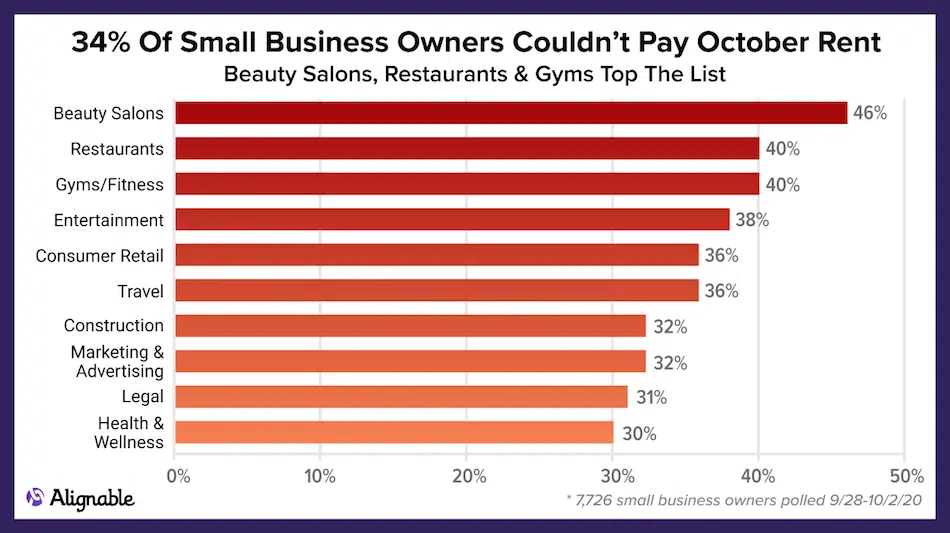 34% Of Small Business Owners Couldn't Pay October Rent
Beauty Salons, Restaurants & Gyms Top The List
Beauty Salons 46%
Restaurants 40%
Gyms/Fitness 40%
Entertainment 38%
Consumer Retail 36%
Travel 36%
Construction 32%
Marketing &
Advertising 32%
Legal 31%
Health &
Wellness 30%
0% 10% 20% 30% 40% 50%
Alignable
* 7,726 small business owners polled 9/28-10/2/20